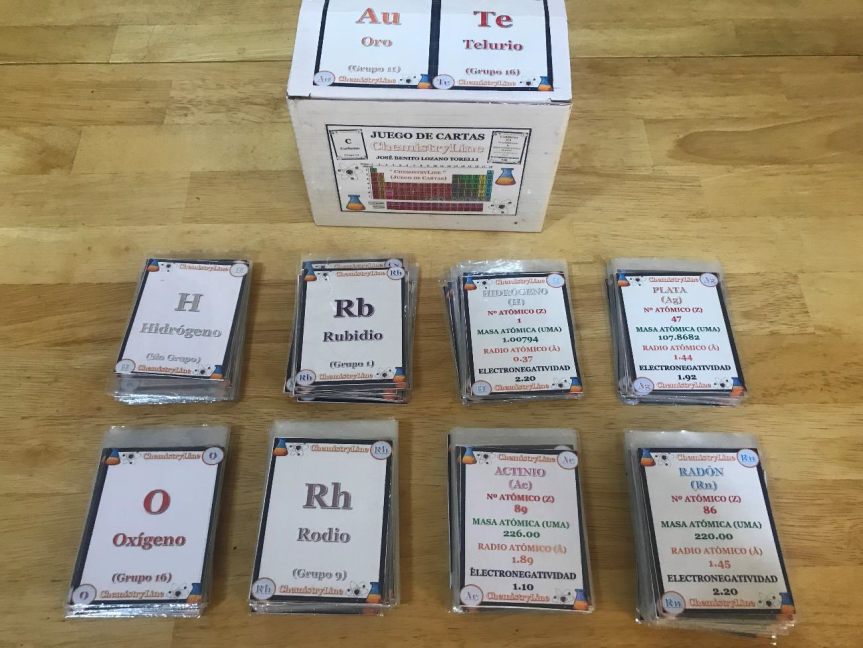 Au
Oro
(Grupo 11)
Au
ChemistryLine
Te
Telurio
(Grupo 16)
Te
ChemistryLine
C
JUEGO DE CARTAS
ChemistryLine
JOSÉ BENITO LOZANO TORELLI
"CHEMISTRYLINE"
(JUEGO DE CARTAS)
ChemistryLine
H
H
Hidrógeno
(Sin Grupo)
H
ChemistryLine
Cs
ChemistryLine
Rb
Rb
Rubidio
(Grupo 1)
Rb
ChemistryLine
ChemistryLine
H
HIDRÓGENO
(H)
Nº ATÓMICO (Z)
1
MASA ATÓMICA (UMA)
1.00794
RADIO ATÓMICO (Å)
0.37
ELECTRONEGATIVIDAD
2.20
H
ChemistryLine
ChemistryLine
Ag
PLATA
(Ag)
Nº ATÓMICO (Z)
47
MASA ATÓMICA (UMA)
107.8682
RADIO ATÓMICO (Å)
1.44
ELECTRONEGATIVIDAD
1.92
Ag
ChemistryLine
ChemistryLine
O
O
Oxígeno
(Grupo 16)
O
ChemistryLine
ChemistryLine
Rh
Rh
Rodio
(Grupo 9)
Rh
ChemistryLine
ChemistryLine
Ac
ACTINIO
(Ac)
Nº ATÓMICO (Z)
89
MASA ATÓMICA (UMA)
226.00
RADIO ATÓMICO (Å)
1.89
ELECTRONEGATIVIDAD
1.10
Ac
ChemistryLine
ChemistryLine
Rn
RADÓN
(Rn)
Nº ATÓMICO (Z)
86
MASA ATÓMICA (UMA)
220.00
RADIO ATÓMICO (Å)
1.45
ELECTRONEGATIVIDAD
2.20
Rn
ChemistryLine